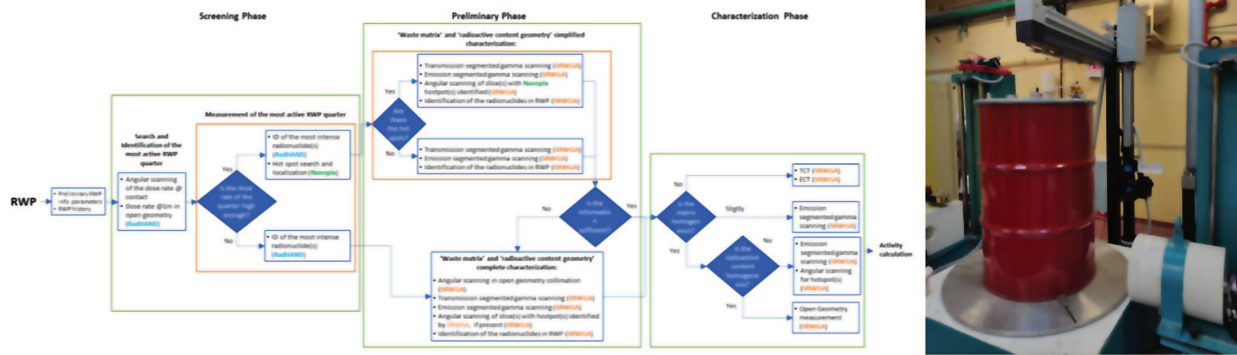 Screening Phase
Preliminary Phase
Characterization Phase
'Waste matrix' and 'radioactive content geometry' simplified
characterization:
• Transmission segmented gamma scanning (SRWGA)
• Emission segmented gamma scanning (SRWGA)
• Angular scanning of slice(s) with Nanopix
hotspot(s) identified (SRWGA)
• Identification of the radionuclides in RWP (SRWGA)
Yes
Are
there
the hot
spots?
No
• Transmission segmented gamma scanning (SRWGA)
• Emission segmented gamma scanning (SRWGA)
• Identification of the radionuclides in RWP (SRWGA)
Measurement of the most active RWP quarter
Search and
Identification of the
most active RWP
quarter
• Angular scanning
of the dose rate @
contact
• Dose rate @1m in
open geometry
(RadHAND)
RWP
• Preliminary RWP
info-parameters
• RWP history
Yes
Is the dose
rate of the
quarter high
enough?
No
• ID of the most intense
radionuclide(s)
(RadHAND)
• Hot spot search and
localization (Nanopix)
• ID of the most intense
radionuclide(s)
(RadHAND)
No
Is the
informatio
n
sufficient?
Yes
'Waste matrix' and 'radioactive content geometry'
complete characterization:
• Angular scanning in open geometry collimation
(SRWGA)
• Transmission segmented gamma scanning (SRWGA)
• Emission segmented gamma scanning (SRWGA)
• Angular scanning of slice(s) with hotspot(s) identified
by if present (SRWGA)
• Identification of the radionuclides in RWP (SRWGA)
No
• TCT (SRWGA)
• ECT (SRWGA)
Is the
matrix
homogen
eous?
Sligtly
• Emission
segmented gamma
scanning (SRWGA)
Yes
Is the
radioactive
content
homogene
ous?
No
• Emission
segmented gamma
scanning (SRWGA)
• Angular scanning
for hotspot(s)
(SRWGA)
Yes
• Open Geometry
measurement
(SRWGA)
Activity
calculation